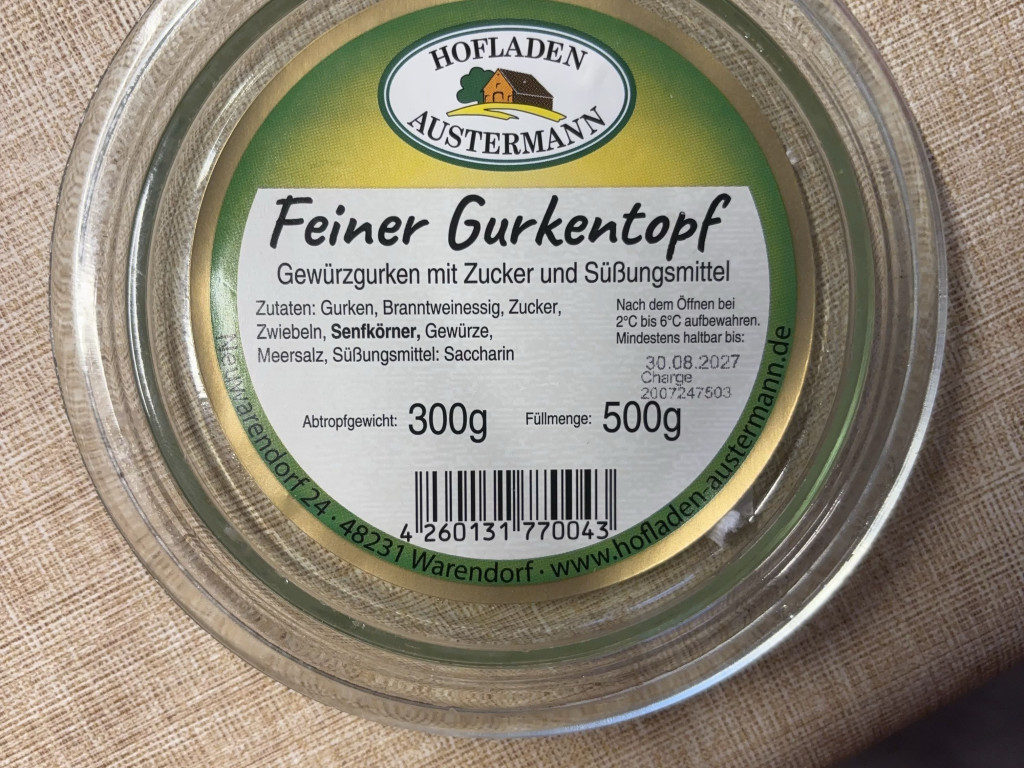 HOFLADEN
AUSTERMANN
Feiner Gurkentopf
Gewürzgurken mit Zucker und Süßungsmittel
Zutaten: Gurken, Branntweinessig, Zucker,
Zwiebeln, Senfkörner, Gewürze,
Meersalz, Süßungsmittel: Saccharin
Nach dem Öffnen bei
2°C bis 6°C aufbewahren.
Mindestens haltbar bis:
30.08.2027
Charge
2007247503
Abtropfgewicht: 300g Füllmenge: 500g
4 260131 770043
Neuwarendorf 24 · 48231 Warendorf · www.hofladen-austermann.de